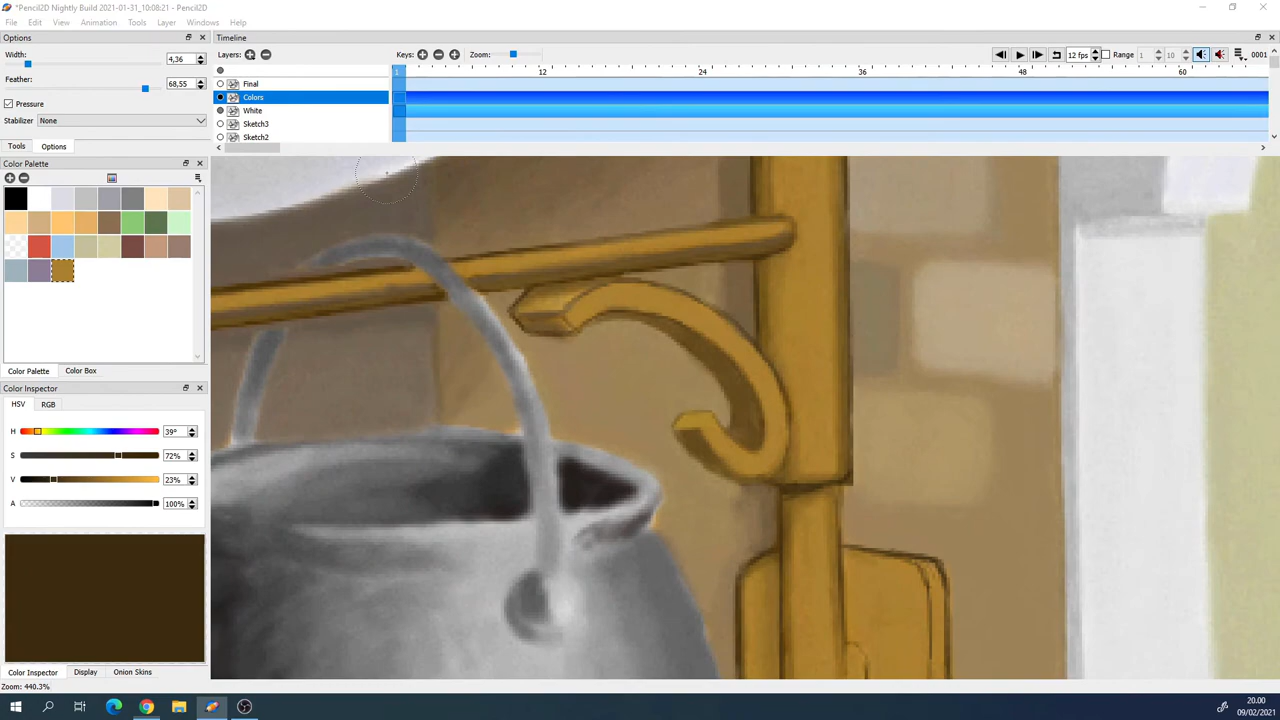 *Pencil2D Nightly Build 2021-01-31_10:08:21 - Pencil2D
File Edit View Animation Tools Layer Windows Help
Options
Timeline
Width:
4,36
Feather:
68,55
Pressure
Stabilizer
None
Tools Options
Layers:
Keys:
Zoom:
12 fps
Range
1
10
0001
1 12 24 36 48 60
Final
Colors
White
Sketch3
Sketch2
Color Palette
Color Palette Color Box
Color Inspector
HSV RGB
H 39°
S 72%
V 23%
A 100%
Color Inspector Display Onion Skins
Zoom: 440.3%
20.00
09/02/2021